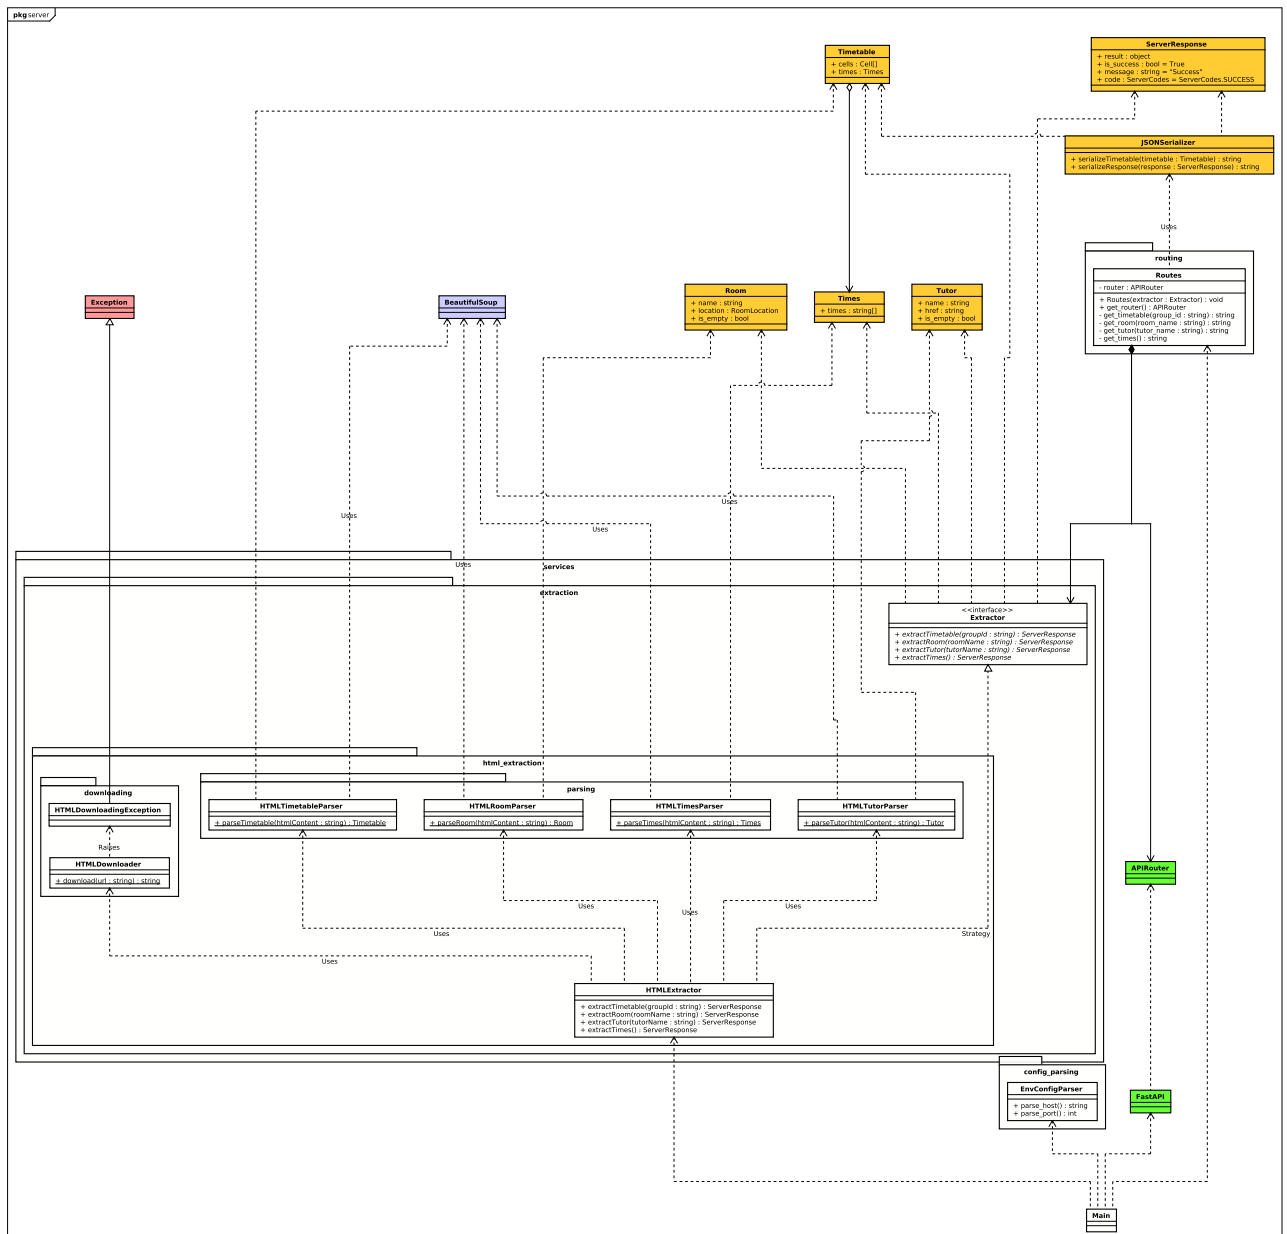 pkg server
Timetable
+ cells : Cell[]
+ times : Times
ServerResponse
+ result : object
+ is_success : bool = True
+ message : string = "Success"
+ code : ServerCodes = ServerCodes.SUCCESS
JSONSerializer
+ serializeTimetable(timetable : Timetable) : string
+ serializeResponse(response : ServerResponse) : string
Uses
routing
Routes
- router : APIRouter
+ Routes(extractor : Extractor) : void
+ get_router() : APIRouter
- get_timetable(group_id : string) : string
- get_room(room_name : string) : string
- get_tutor(tutor_name : string) : string
- get_times() : string
Exception
BeautifulSoup
Room
+ name : string
+ location : RoomLocation
+ is_empty : bool
Times
+ times : string[]
Tutor
+ name : string
+ href : string
+ is_empty : bool
Uses
Uses
Uses
Uses
services
extraction
<<interface>>
Extractor
+ extractTimetable(groupId : string) : ServerResponse
+ extractRoom(roomName : string) : ServerResponse
+ extractTutor(tutorName : string) : ServerResponse
+ extractTimes() : ServerResponse
html_extraction
downloading
HTMLDownloadingException
Raises
HTMLDownloader
+ download(url : string) : string
parsing
HTMLTimetableParser
+ parseTimetable(htmlContent : string) : Timetable
HTMLRoomParser
+ parseRoom(htmlContent : string) : Room
HTMLTimesParser
+ parseTimes(htmlContent : string) : Times
HTMLTutorParser
+ parseTutor(htmlContent : string) : Tutor
APIRouter
Uses
Uses
Uses
Uses
Strategy
Uses
HTMLExtractor
+ extractTimetable(groupId : string) : ServerResponse
+ extractRoom(roomName : string) : ServerResponse
+ extractTutor(tutorName : string) : ServerResponse
+ extractTimes() : ServerResponse
config_parsing
EnvConfigParser
+ parse_host() : string
+ parse_port() : int
FastAPI
Main